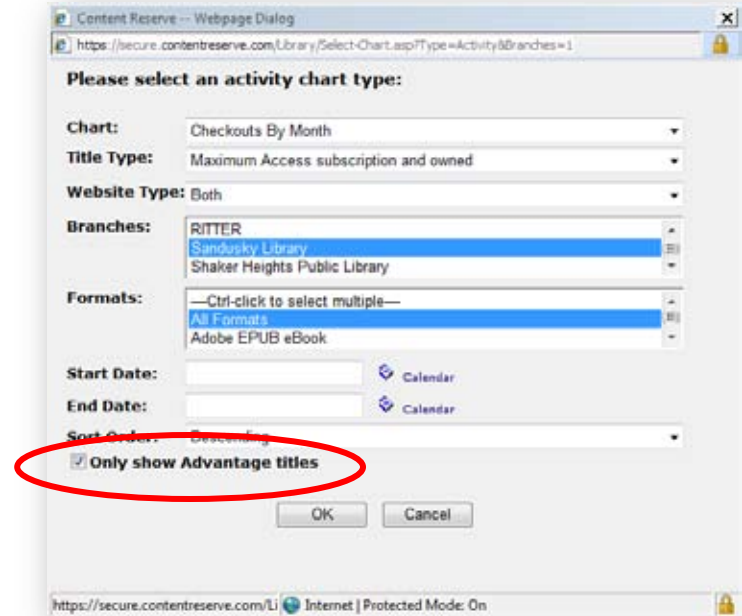 Content Reserve -- Webpage Dialog
https://secure.contentreserve.com/Library/Select-Chart.asp?Type=Activity&Branches=1
Please select an activity chart type:
Chart: Checkouts By Month
Title Type: Maximum Access subscription and owned
Website Type: Both
Branches: RITTER
Sandusky Library
Shaker Heights Public Library
Formats: —Ctrl-click to select multiple—
All Formats
Adobe EPUB eBook
Start Date: Calendar
End Date: Calendar
Sort Order: Descending
Only show Advantage titles
OK Cancel
https://secure.contentreserve.com/Li Internet | Protected Mode: On